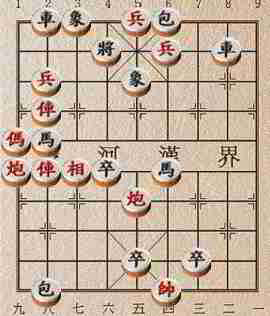 1 2 3 4 5 6 7 8 9
車 象 兵 包
將 兵 車
兵 象
俥
傌 馬
河 漢 界
炮 俥 相 卒 馬
炮
卒 卒
包 帥
九 八 七 六 五 四 三 二 一